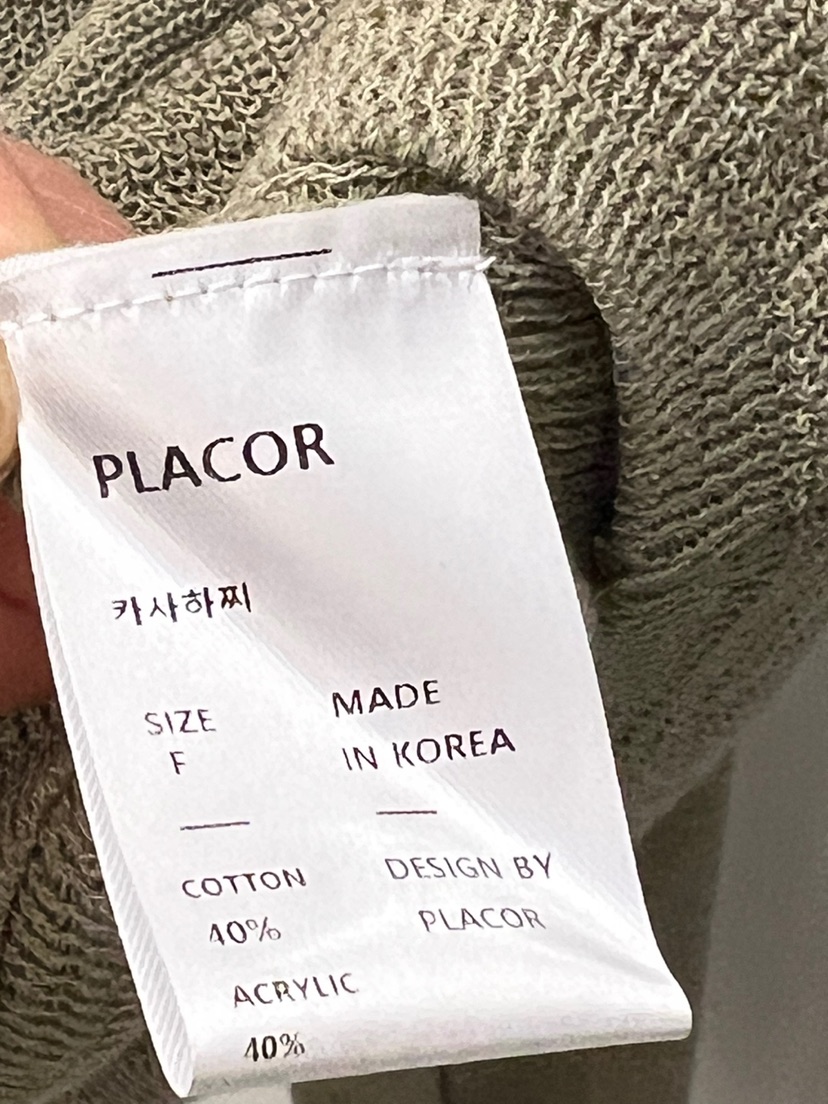 PLACOR
카사하찌
SIZE
F
MADE
IN KOREA
COTTON
40%
DESIGN BY
PLACOR
ACRYLIC
40%